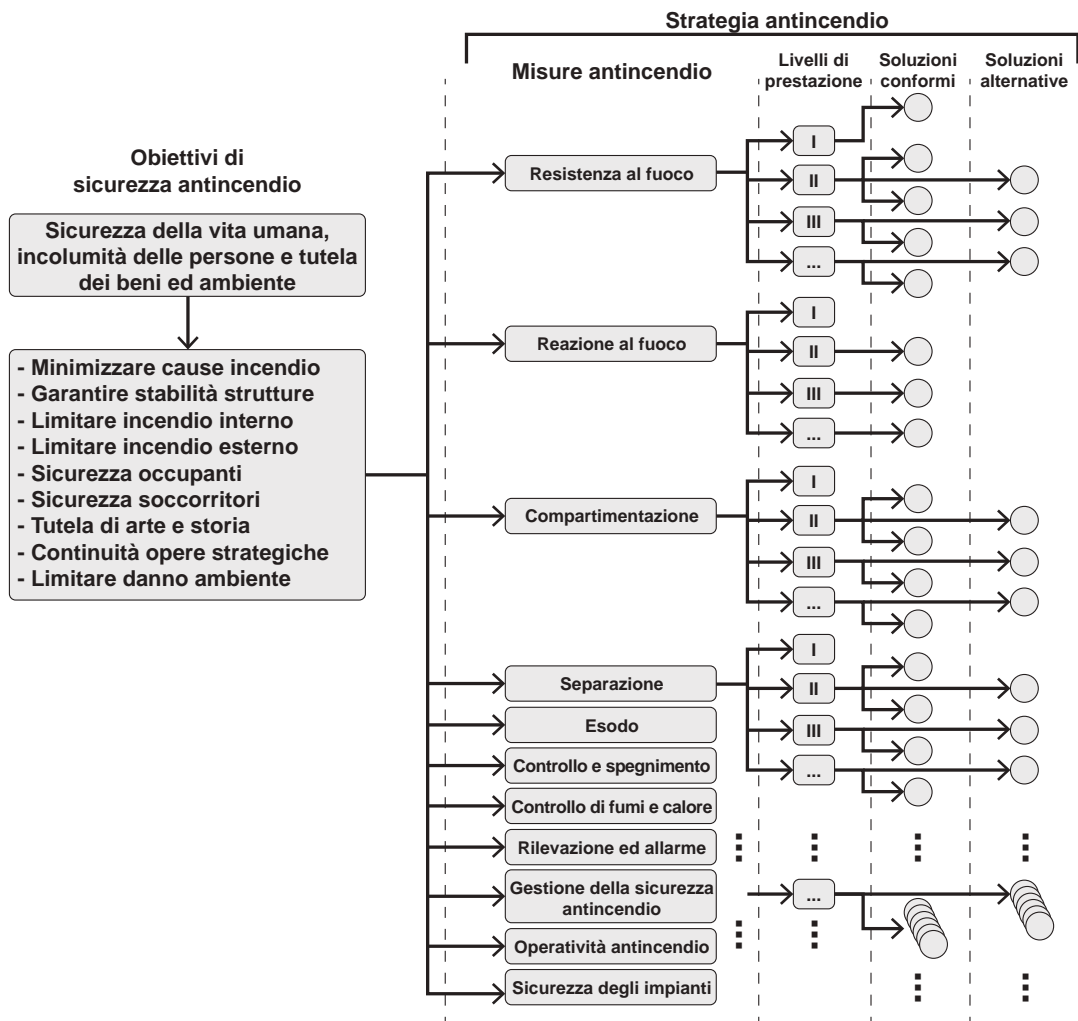 Strategia antincendio
Misure antincendio
Livelli di
prestazione
Soluzioni
conformi
Soluzioni
alternative
Obiettivi di
sicurezza antincendio
Sicurezza della vita umana,
incolumità delle persone e tutela
dei beni ed ambiente
- Minimizzare cause incendio
- Garantire stabilità strutture
- Limitare incendio interno
- Limitare incendio esterno
- Sicurezza occupanti
- Sicurezza soccorritori
- Tutela di arte e storia
- Continuità opere strategiche
- Limitare danno ambiente
Resistenza al fuoco
I
II
III
...
Reazione al fuoco
I
II
III
...
Compartimentazione
I
II
III
...
Separazione
I
II
III
...
Esodo
Controllo e spegnimento
Controllo di fumi e calore
Rilevazione ed allarme
Gestione della sicurezza
antincendio
...
Operatività antincendio
Sicurezza degli impianti